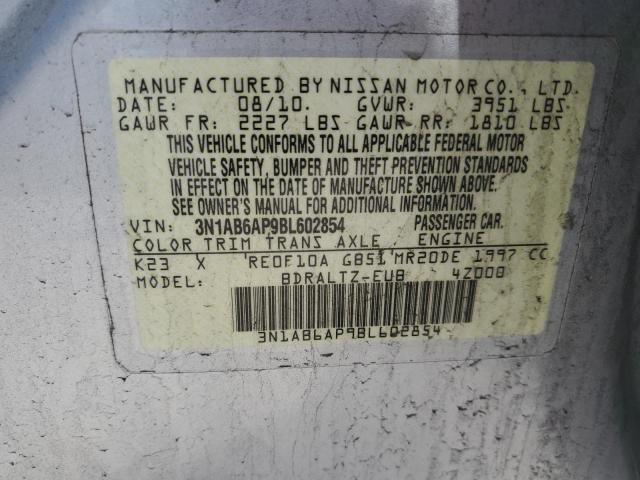 MANUFACTURED BY NISSAN MOTOR CO., LTD.
DATE: 08/10. GVWR: 3951 LBS
GAWR FR: 2227 LBS GAWR RR: 1810 LBS
THIS VEHICLE CONFORMS TO ALL APPLICABLE FEDERAL MOTOR
VEHICLE SAFETY, BUMPER AND THEFT PREVENTION STANDARDS
IN EFFECT ON THE DATE OF MANUFACTURE SHOWN ABOVE.
SEE OWNER'S MANUAL FOR ADDITIONAL INFORMATION.
VIN: 3N1AB6AP9BL602854 PASSENGER CAR.
COLOR TRIM TRANS AXLE, ENGINE
K23 X RE0F10A GB51 MR20DE 1997 CC
MODEL: BDRALTZ-EUB 4Z000
3N1AB6AP9BL602854